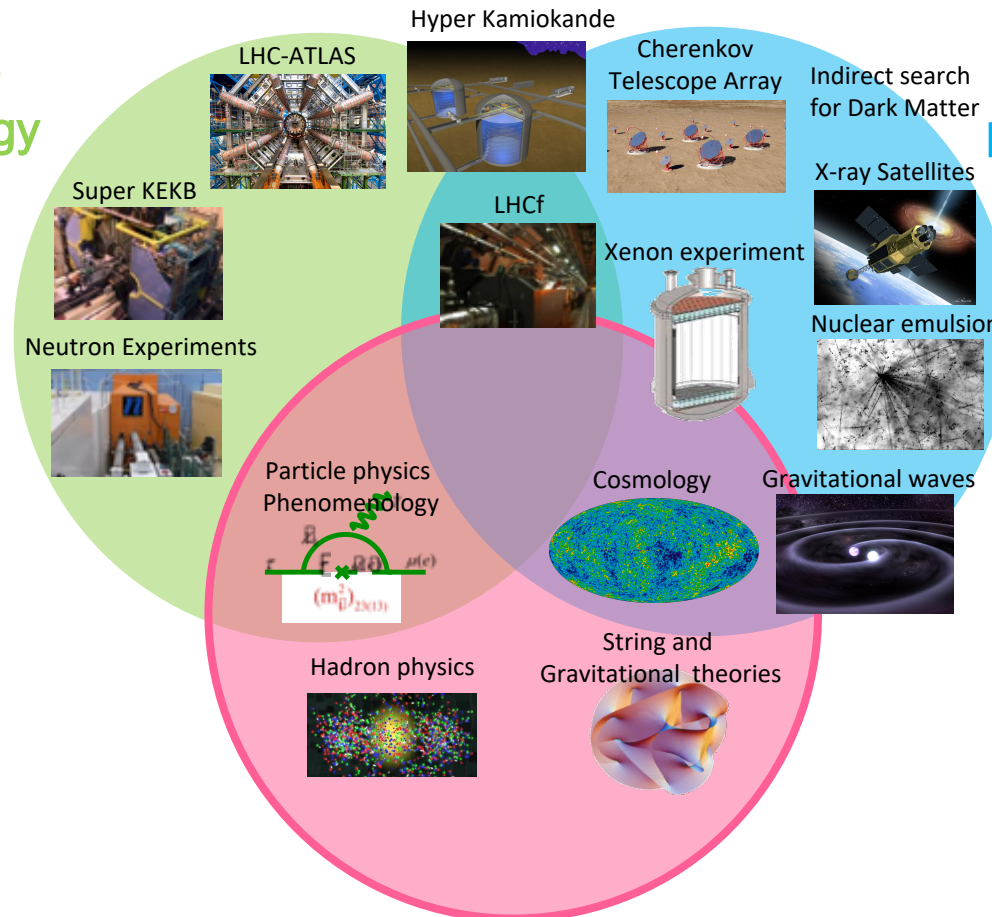 Hyper Kamiokande
LHC-ATLAS
Cherenkov
Telescope Array
Indirect search
for Dark Matter
gy
X-ray Satellites
Super KEKB
LHCf
Xenon experiment
Nuclear emulsion
Neutron Experiments
Particle physics
Phenomenology
Cosmology
Gravitational waves
μ(e)
String and
Gravitational theories
Hadron physics